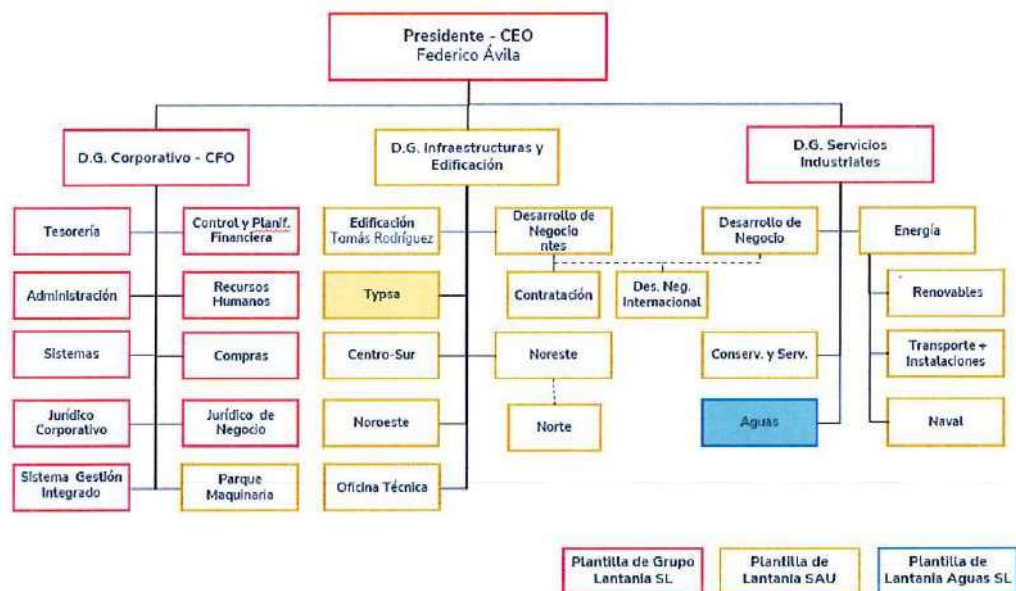 Presidente - CEO
Federico Ávila
D.G. Corporativo - CFO
D.G. Infraestructuras y
Edificación
D.G. Servicios
Industriales
Tesorería
Control y Planif.
Financiera
Edificación
Tomás Rodríguez
Desarrollo de
Negocio
ntes
Desarrollo de
Negocio
Energía
Administración
Recursos
Humanos
Typsa
Contratación
Des. Neg.
Internacional
Renovables
Sistemas
Compras
Centro-Sur
Noreste
Conserv. y Serv.
Transporte +
Instalaciones
Jurídico
Corporativo
Jurídico de
Negocio
Noroeste
Norte
Aguas
Naval
Sistema Gestión
Integrado
Parque
Maquinaria
Oficina Técnica
Plantilla de Grupo
Lantania SL
Plantilla de
Lantania SAU
Plantilla de
Lantania Aguas SL